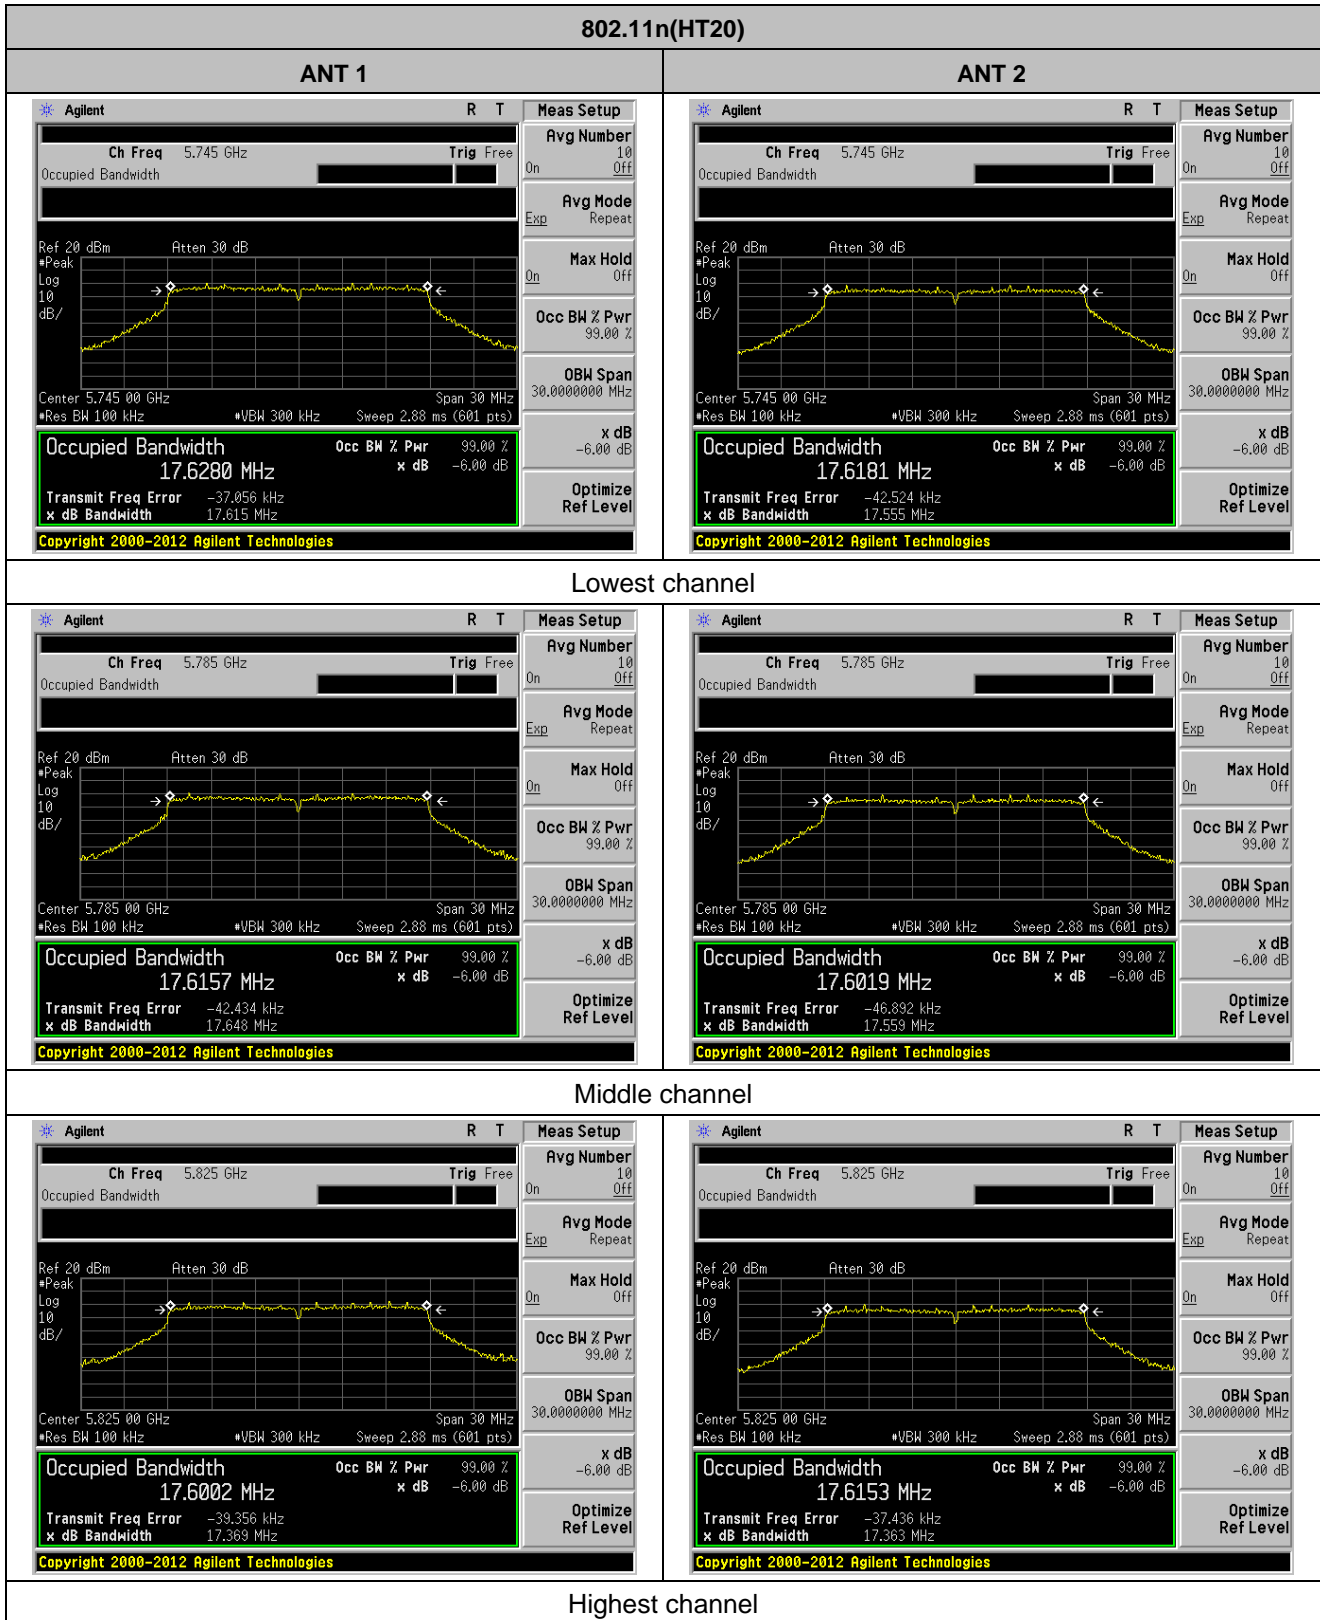 802.11n(HT20)
ANT 1
ANT 2
Agilent R T Meas Setup
Ch Freq 5.745 GHz Trig Free
Occupied Bandwidth
Avg Number
10
On Off
Avg Mode
Exp Repeat
Ref 20 dBm Atten 30 dB
#Peak
Log
10
dB/
Max Hold
On Off
Occ BW % Pwr
99.00 %
Center 5.745 00 GHz Span 30 MHz
#Res BW 100 kHz #VBW 300 kHz Sweep 2.88 ms (601 pts)
OBW Span
30.0000000 MHz
Occupied Bandwidth Occ BW % Pwr 99.00 %
17.6280 MHz x dB -6.00 dB
Transmit Freq Error -37.056 kHz
x dB Bandwidth 17.615 MHz
x dB
-6.00 dB
Optimize
Ref Level
Copyright 2000-2012 Agilent Technologies
Agilent R T Meas Setup
Ch Freq 5.745 GHz Trig Free
Occupied Bandwidth
Avg Number
10
On Off
Avg Mode
Exp Repeat
Ref 20 dBm Atten 30 dB
#Peak
Log
10
dB/
Max Hold
On Off
Occ BW % Pwr
99.00 %
Center 5.745 00 GHz Span 30 MHz
#Res BW 100 kHz #VBW 300 kHz Sweep 2.88 ms (601 pts)
OBW Span
30.0000000 MHz
Occupied Bandwidth Occ BW % Pwr 99.00 %
17.6181 MHz x dB -6.00 dB
Transmit Freq Error -42.524 kHz
x dB Bandwidth 17.555 MHz
x dB
-6.00 dB
Optimize
Ref Level
Copyright 2000-2012 Agilent Technologies
Lowest channel
Agilent R T Meas Setup
Ch Freq 5.785 GHz Trig Free
Occupied Bandwidth
Avg Number
10
On Off
Avg Mode
Exp Repeat
Ref 20 dBm Atten 30 dB
#Peak
Log
10
dB/
Max Hold
On Off
Occ BW % Pwr
99.00 %
Center 5.785 00 GHz Span 30 MHz
#Res BW 100 kHz #VBW 300 kHz Sweep 2.88 ms (601 pts)
OBW Span
30.0000000 MHz
Occupied Bandwidth Occ BW % Pwr 99.00 %
17.6157 MHz x dB -6.00 dB
Transmit Freq Error -42.434 kHz
x dB Bandwidth 17.648 MHz
x dB
-6.00 dB
Optimize
Ref Level
Copyright 2000-2012 Agilent Technologies
Agilent R T Meas Setup
Ch Freq 5.785 GHz Trig Free
Occupied Bandwidth
Avg Number
10
On Off
Avg Mode
Exp Repeat
Ref 20 dBm Atten 30 dB
#Peak
Log
10
dB/
Max Hold
On Off
Occ BW % Pwr
99.00 %
Center 5.785 00 GHz Span 30 MHz
#Res BW 100 kHz #VBW 300 kHz Sweep 2.88 ms (601 pts)
OBW Span
30.0000000 MHz
Occupied Bandwidth Occ BW % Pwr 99.00 %
17.6019 MHz x dB -6.00 dB
Transmit Freq Error -46.892 kHz
x dB Bandwidth 17.559 MHz
x dB
-6.00 dB
Optimize
Ref Level
Copyright 2000-2012 Agilent Technologies
Middle channel
Agilent R T Meas Setup
Ch Freq 5.825 GHz Trig Free
Occupied Bandwidth
Avg Number
10
On Off
Avg Mode
Exp Repeat
Ref 20 dBm Atten 30 dB
#Peak
Log
10
dB/
Max Hold
On Off
Occ BW % Pwr
99.00 %
Center 5.825 00 GHz Span 30 MHz
#Res BW 100 kHz #VBW 300 kHz Sweep 2.88 ms (601 pts)
OBW Span
30.0000000 MHz
Occupied Bandwidth Occ BW % Pwr 99.00 %
17.6002 MHz x dB -6.00 dB
Transmit Freq Error -39.356 kHz
x dB Bandwidth 17.369 MHz
x dB
-6.00 dB
Optimize
Ref Level
Copyright 2000-2012 Agilent Technologies
Agilent R T Meas Setup
Ch Freq 5.825 GHz Trig Free
Occupied Bandwidth
Avg Number
10
On Off
Avg Mode
Exp Repeat
Ref 20 dBm Atten 30 dB
#Peak
Log
10
dB/
Max Hold
On Off
Occ BW % Pwr
99.00 %
Center 5.825 00 GHz Span 30 MHz
#Res BW 100 kHz #VBW 300 kHz Sweep 2.88 ms (601 pts)
OBW Span
30.0000000 MHz
Occupied Bandwidth Occ BW % Pwr 99.00 %
17.6153 MHz x dB -6.00 dB
Transmit Freq Error -37.436 kHz
x dB Bandwidth 17.363 MHz
x dB
-6.00 dB
Optimize
Ref Level
Copyright 2000-2012 Agilent Technologies
Highest channel